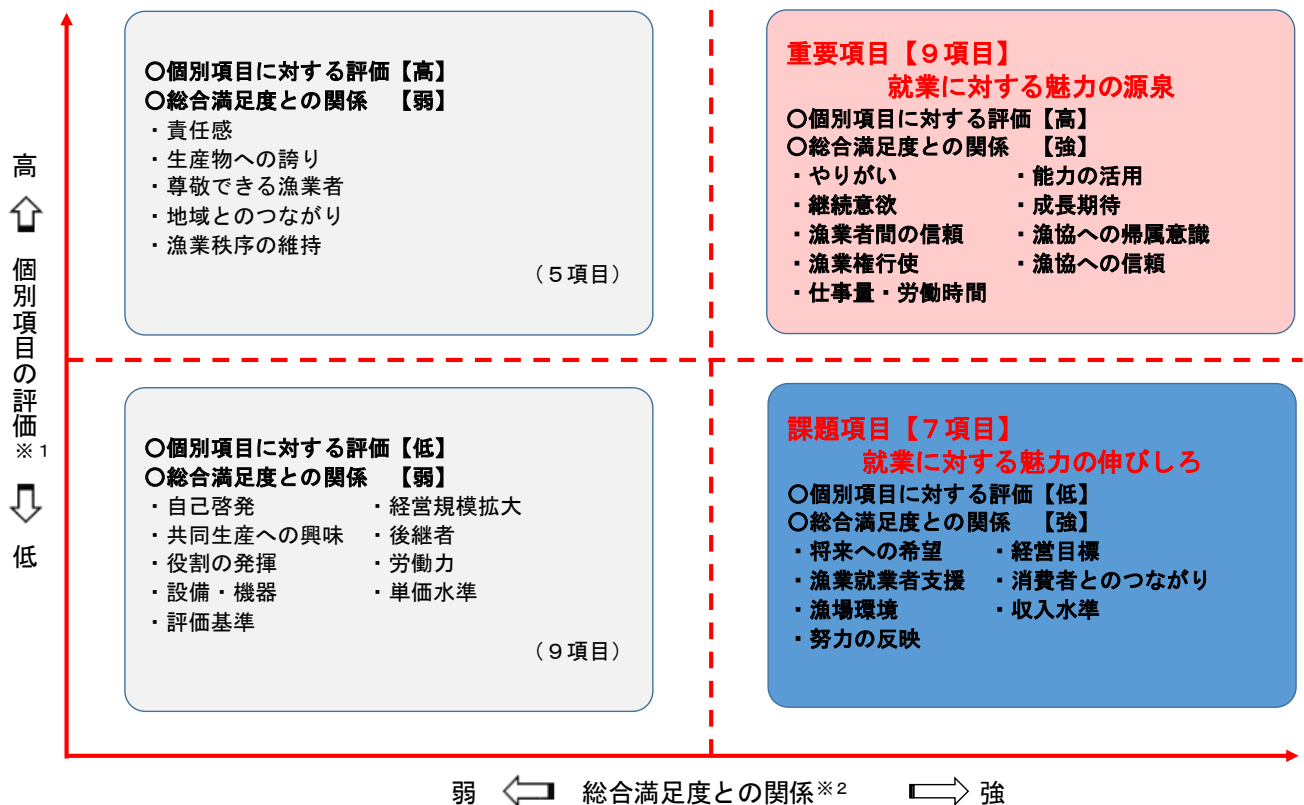 高
個別項目の評価
※１
低
〇個別項目に対する評価【高】
〇総合満足度との関係　【弱】
・責任感
・生産物への誇り
・尊敬できる漁業者
・地域とのつながり
・漁業秩序の維持
（５項目）
重要項目【９項目】
就業に対する魅力の源泉
〇個別項目に対する評価【高】
〇総合満足度との関係　【強】
・やりがい　・能力の活用
・継続意欲　・成長期待
・漁業者間の信頼　・漁協への帰属意識
・漁業権行使　・漁協への信頼
・仕事量・労働時間
〇個別項目に対する評価【低】
〇総合満足度との関係　【弱】
・自己啓発　・経営規模拡大
・共同生産への興味　・後継者
・役割の発揮　・労働力
・設備・機器　・単価水準
・評価基準
（９項目）
課題項目【７項目】
就業に対する魅力の伸びしろ
〇個別項目に対する評価【低】
〇総合満足度との関係　【強】
・将来への希望　・経営目標
・漁業就業者支援　・消費者とのつながり
・漁場環境　・収入水準
・努力の反映
弱　総合満足度との関係※２　強